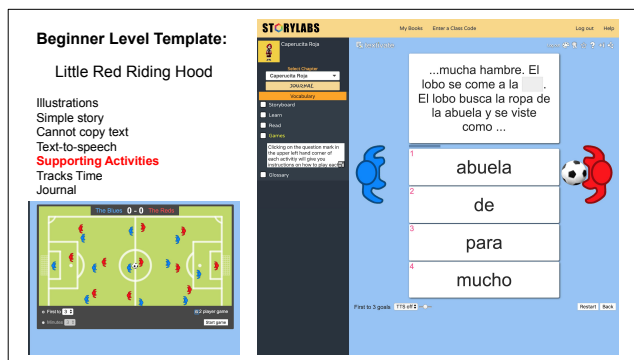 Beginner Level Template:
Little Red Riding Hood
Illustrations
Simple story
Cannot copy text
Text-to-speech
Supporting Activities
Tracks Time
Journal
The Blues 0 - 0 The Reds
First to 3
2 player game
Minutes
Start game
STORYLABS
My Books Enter a Class Code Log out Help
Caperucita Roja
Select Chapter
Caperucita Roja
JOURNAL
Vocabulary
Storyboard
Learn
Read
Games
Clicking on the question mark in
the upper left hand corner of
each activitiy will give you
instructions on how to play each
Glossary
...mucha hambre. El
lobo se come a la .
El lobo busca la ropa de
la abuela y se viste
como ...
1
abuela
2
de
3
para
4
mucho
First to 3 goals TTS off
Restart Back